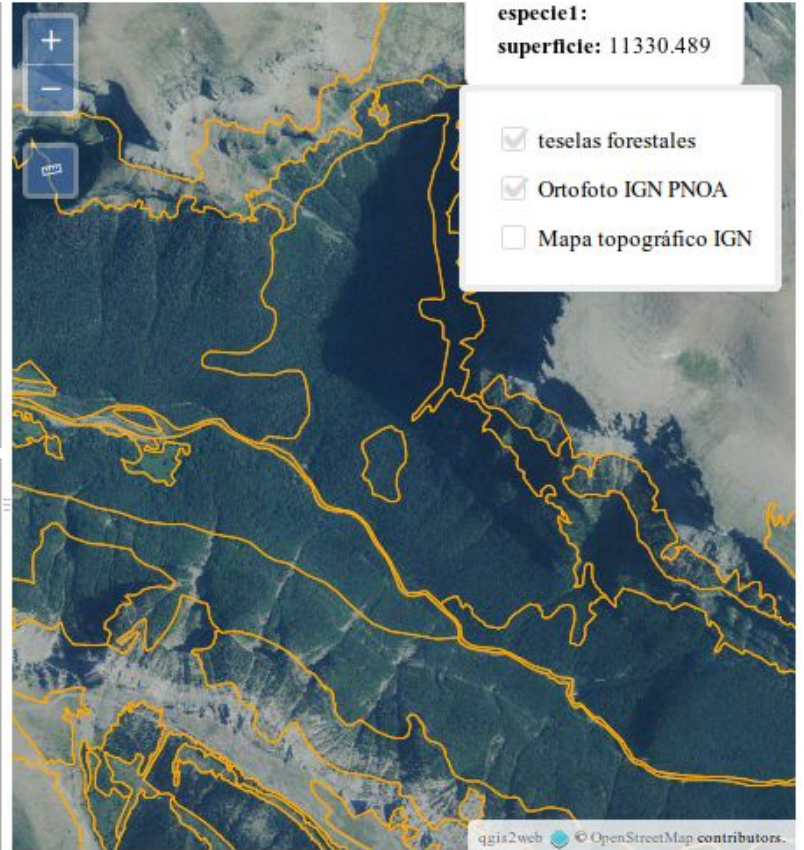 especie1:
superficie: 11330.489
+
−
teselas forestales
Ortofoto IGN PNOA
Mapa topográfico IGN
qgis2web © OpenStreetMap contributors.